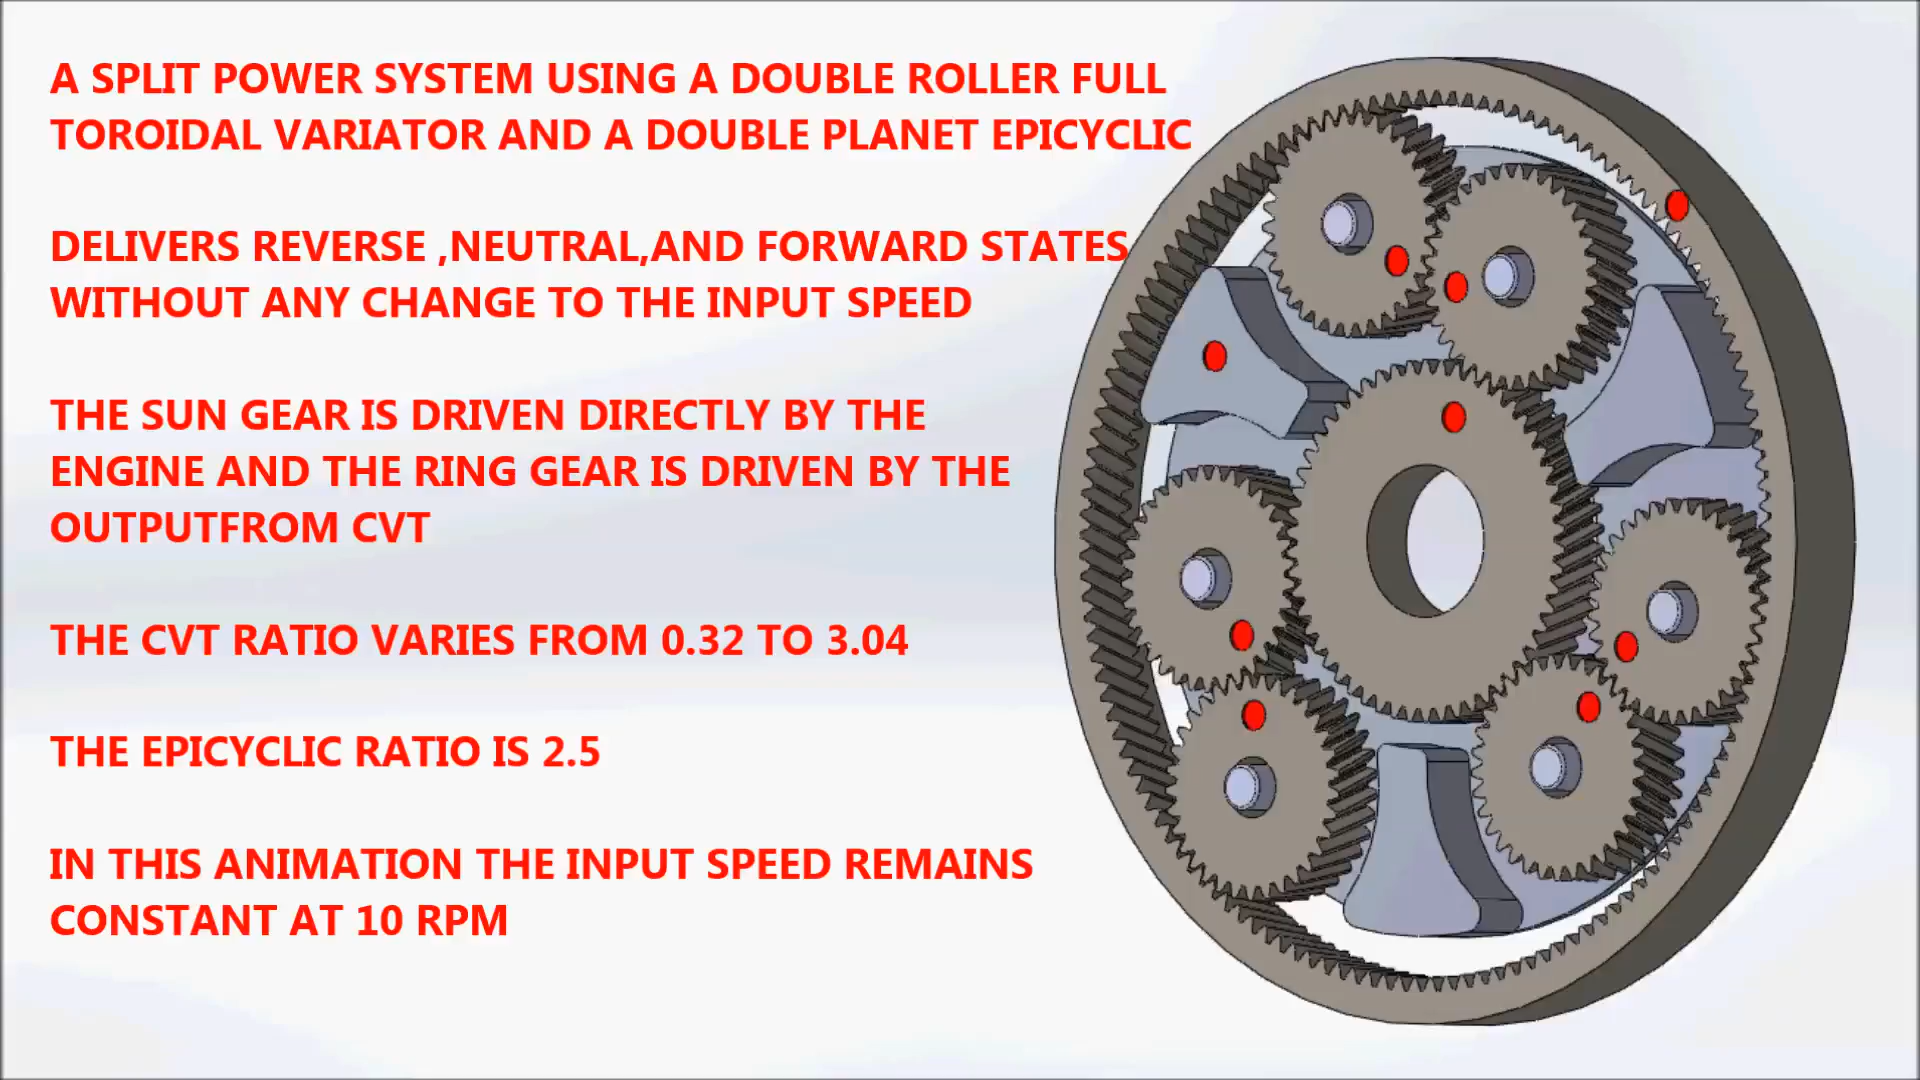 A SPLIT POWER SYSTEM USING A DOUBLE ROLLER FULL
TOROIDAL VARIATOR AND A DOUBLE PLANET EPICYCLIC
DELIVERS REVERSE ,NEUTRAL,AND FORWARD STATES
WITHOUT ANY CHANGE TO THE INPUT SPEED
THE SUN GEAR IS DRIVEN DIRECTLY BY THE
ENGINE AND THE RING GEAR IS DRIVEN BY THE
OUTPUTFROM CVT
THE CVT RATIO VARIES FROM 0.32 TO 3.04
THE EPICYCLIC RATIO IS 2.5
IN THIS ANIMATION THE INPUT SPEED REMAINS
CONSTANT AT 10 RPM